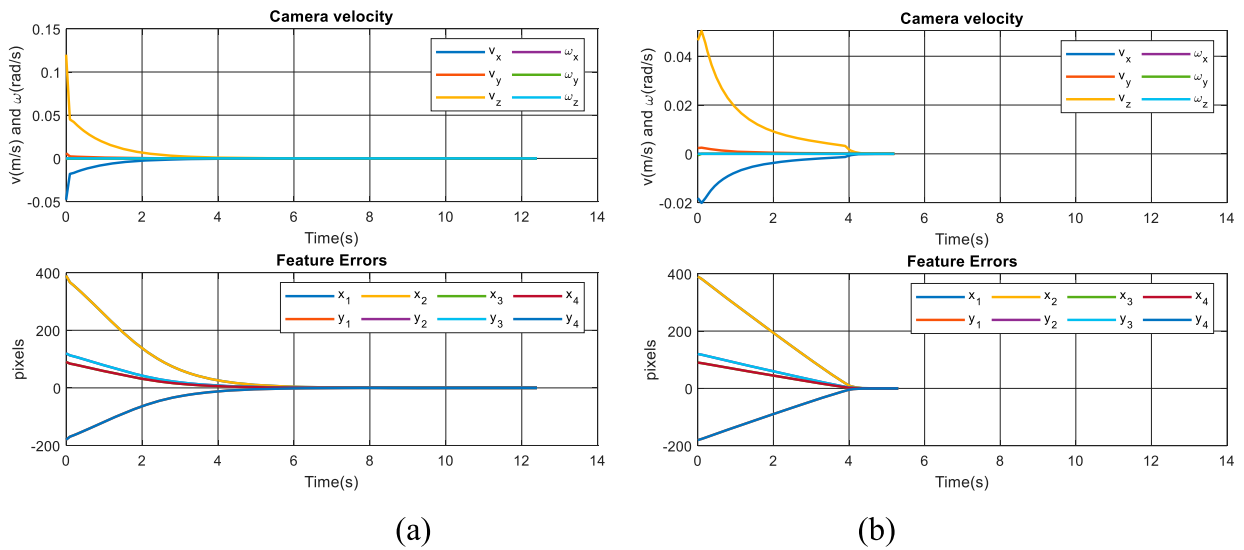 Camera velocity
0.15
0.1
0.05
0
-0.05
v(m/s) and ω(rad/s)
v_x ω_x
v_y ω_y
v_z ω_z
0 2 4 6 8 10 12 14
Time(s)
Feature Errors
400
200
0
-200
pixels
x_1 x_2 x_3 x_4
y_1 y_2 y_3 y_4
0 2 4 6 8 10 12 14
Time(s)
(a)
Camera velocity
0.04
0.02
0
-0.02
v(m/s) and ω(rad/s)
v_x ω_x
v_y ω_y
v_z ω_z
0 2 4 6 8 10 12 14
Time(s)
Feature Errors
400
200
0
-200
pixels
x_1 x_2 x_3 x_4
y_1 y_2 y_3 y_4
0 2 4 6 8 10 12 14
Time(s)
(b)